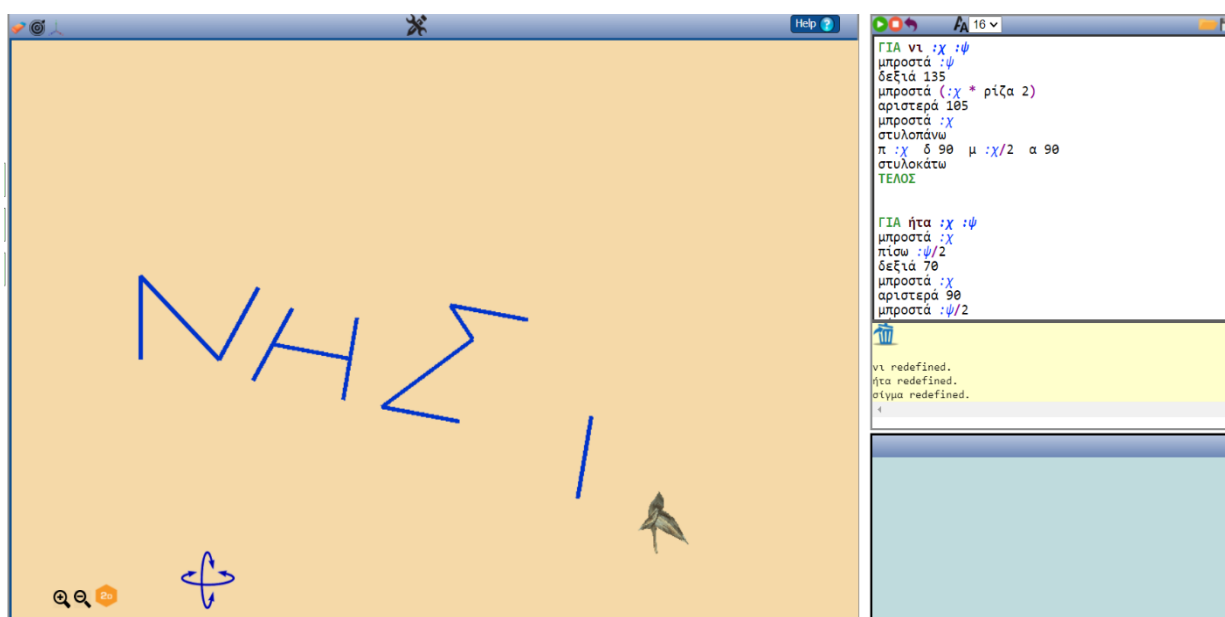 Help ?
16
ΓΙΑ νι :χ :ψ
μπροστά :ψ
δεξιά 135
μπροστά (:χ * ρίζα 2)
αριστερά 105
μπροστά :χ
στυλοπάνω
π :χ δ 90 μ :χ/2 α 90
στυλοκάτω
ΤΕΛΟΣ
ΓΙΑ ήτα :χ :ψ
μπροστά :χ
πίσω :ψ/2
δεξιά 70
μπροστά :χ
αριστερά 90
μπροστά :ψ/2
ΝΗΣΙ
νι redefined.
ήτα redefined.
σίγμα redefined.
2D